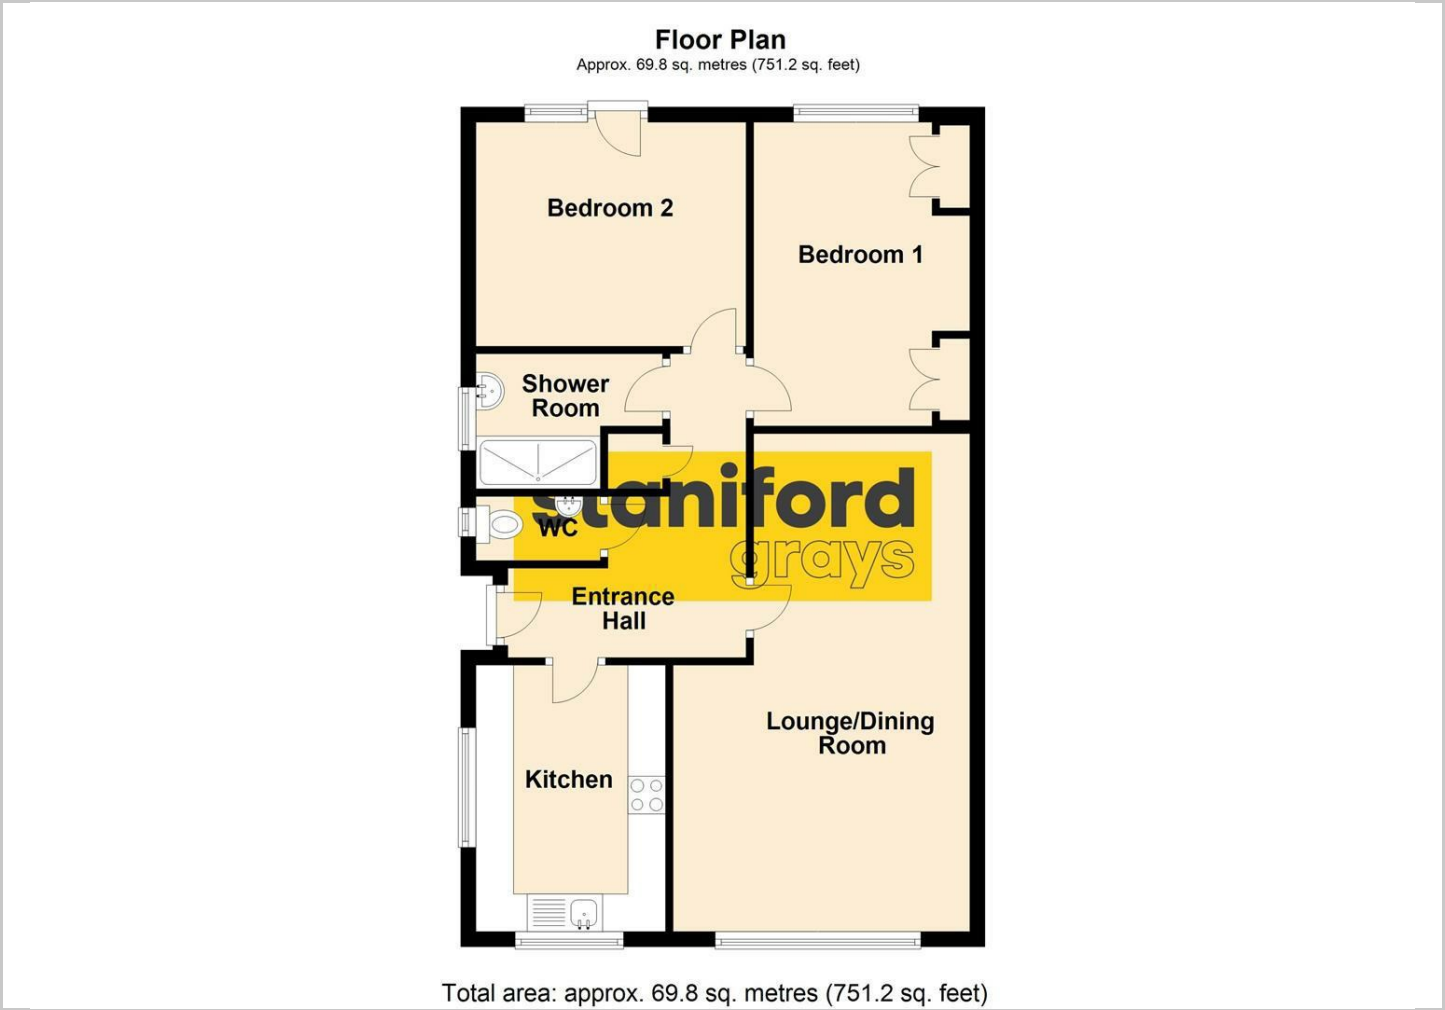 Floor Plan
Approx. 69.8 sq. metres (751.2 sq. feet)
Bedroom 2
Bedroom 1
Shower
Room
staniford
grays
WC
Entrance
Hall
Lounge/Dining
Room
Kitchen
Total area: approx. 69.8 sq. metres (751.2 sq. feet)